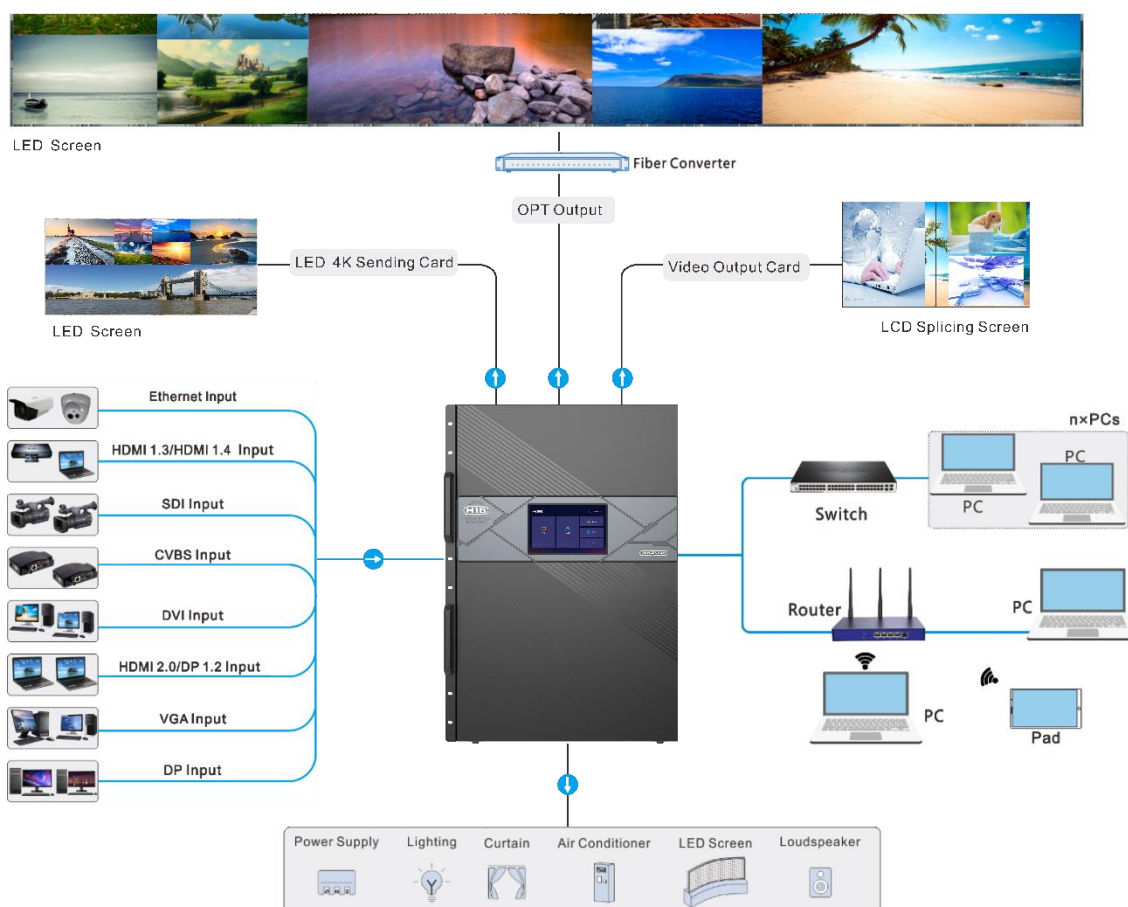 LED Screen
Fiber Converter
OPT Output
LED 4K Sending Card
Video Output Card
LED Screen
LCD Splicing Screen
Ethernet Input
HDMI 1.3/HDMI 1.4 Input
SDI Input
CVBS Input
DVI Input
HDMI 2.0/DP 1.2 Input
VGA Input
DP Input
H15
n×PCs
PC
PC
Switch
Router
PC
PC
Pad
Power Supply
Lighting
Curtain
Air Conditioner
LED Screen
Loudspeaker